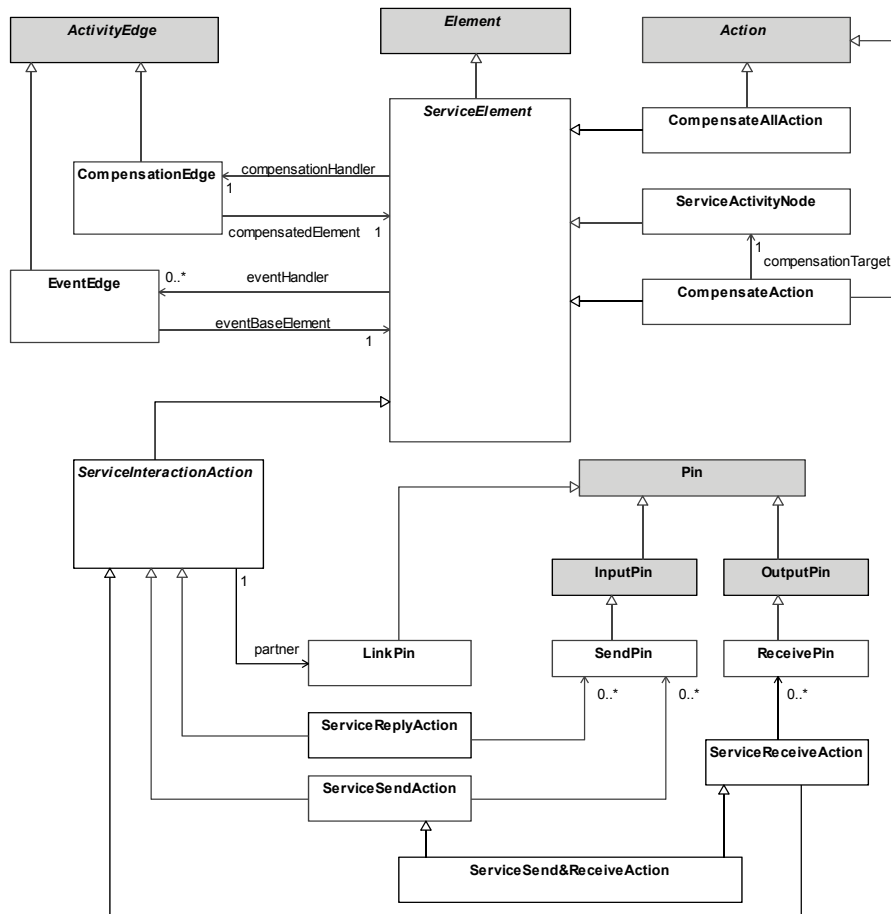 ActivityEdge
Element
Action
ServiceElement
CompensateAllAction
CompensationEdge
compensationHandler
1
compensatedElement
1
ServiceActivityNode
1
compensationTarget
EventEdge
0..*
eventHandler
eventBaseElement
1
CompensateAction
ServiceInteractionAction
Pin
1
InputPin
OutputPin
partner
LinkPin
SendPin
ReceivePin
0..*
0..*
0..*
ServiceReplyAction
ServiceReceiveAction
ServiceSendAction
ServiceSend&ReceiveAction